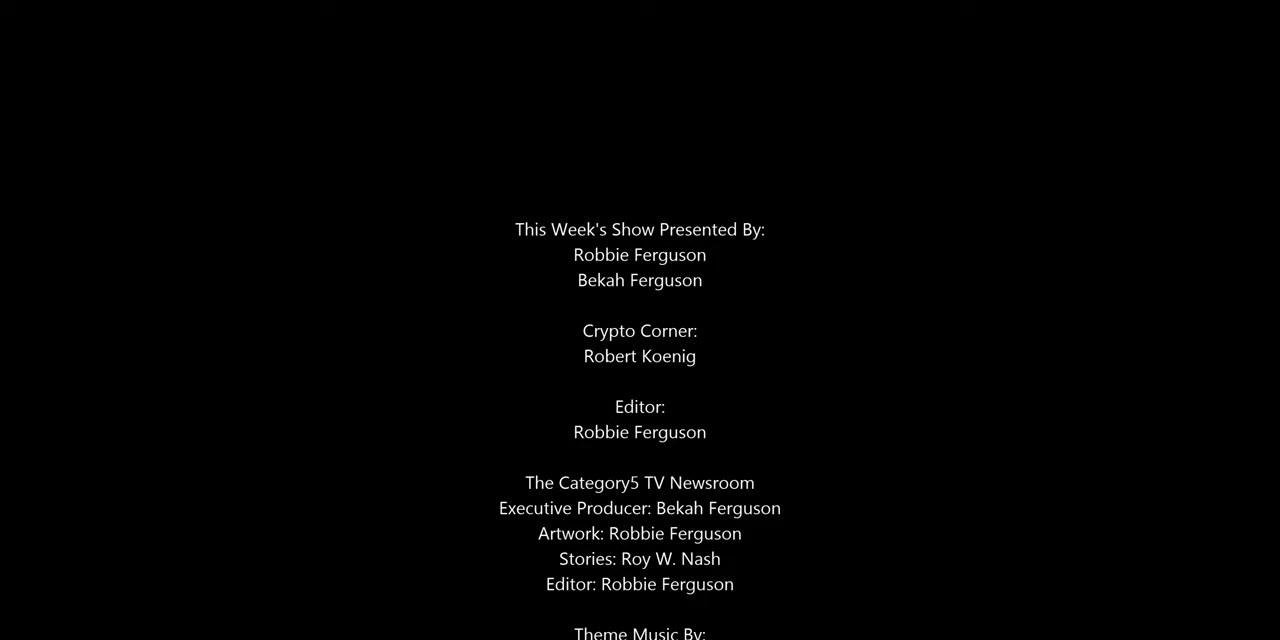 This Week's Show Presented By:
Robbie Ferguson
Bekah Ferguson
Crypto Corner:
Robert Koenig
Editor:
Robbie Ferguson
The Category5 TV Newsroom
Executive Producer: Bekah Ferguson
Artwork: Robbie Ferguson
Stories: Roy W. Nash
Editor: Robbie Ferguson
Theme Music By: